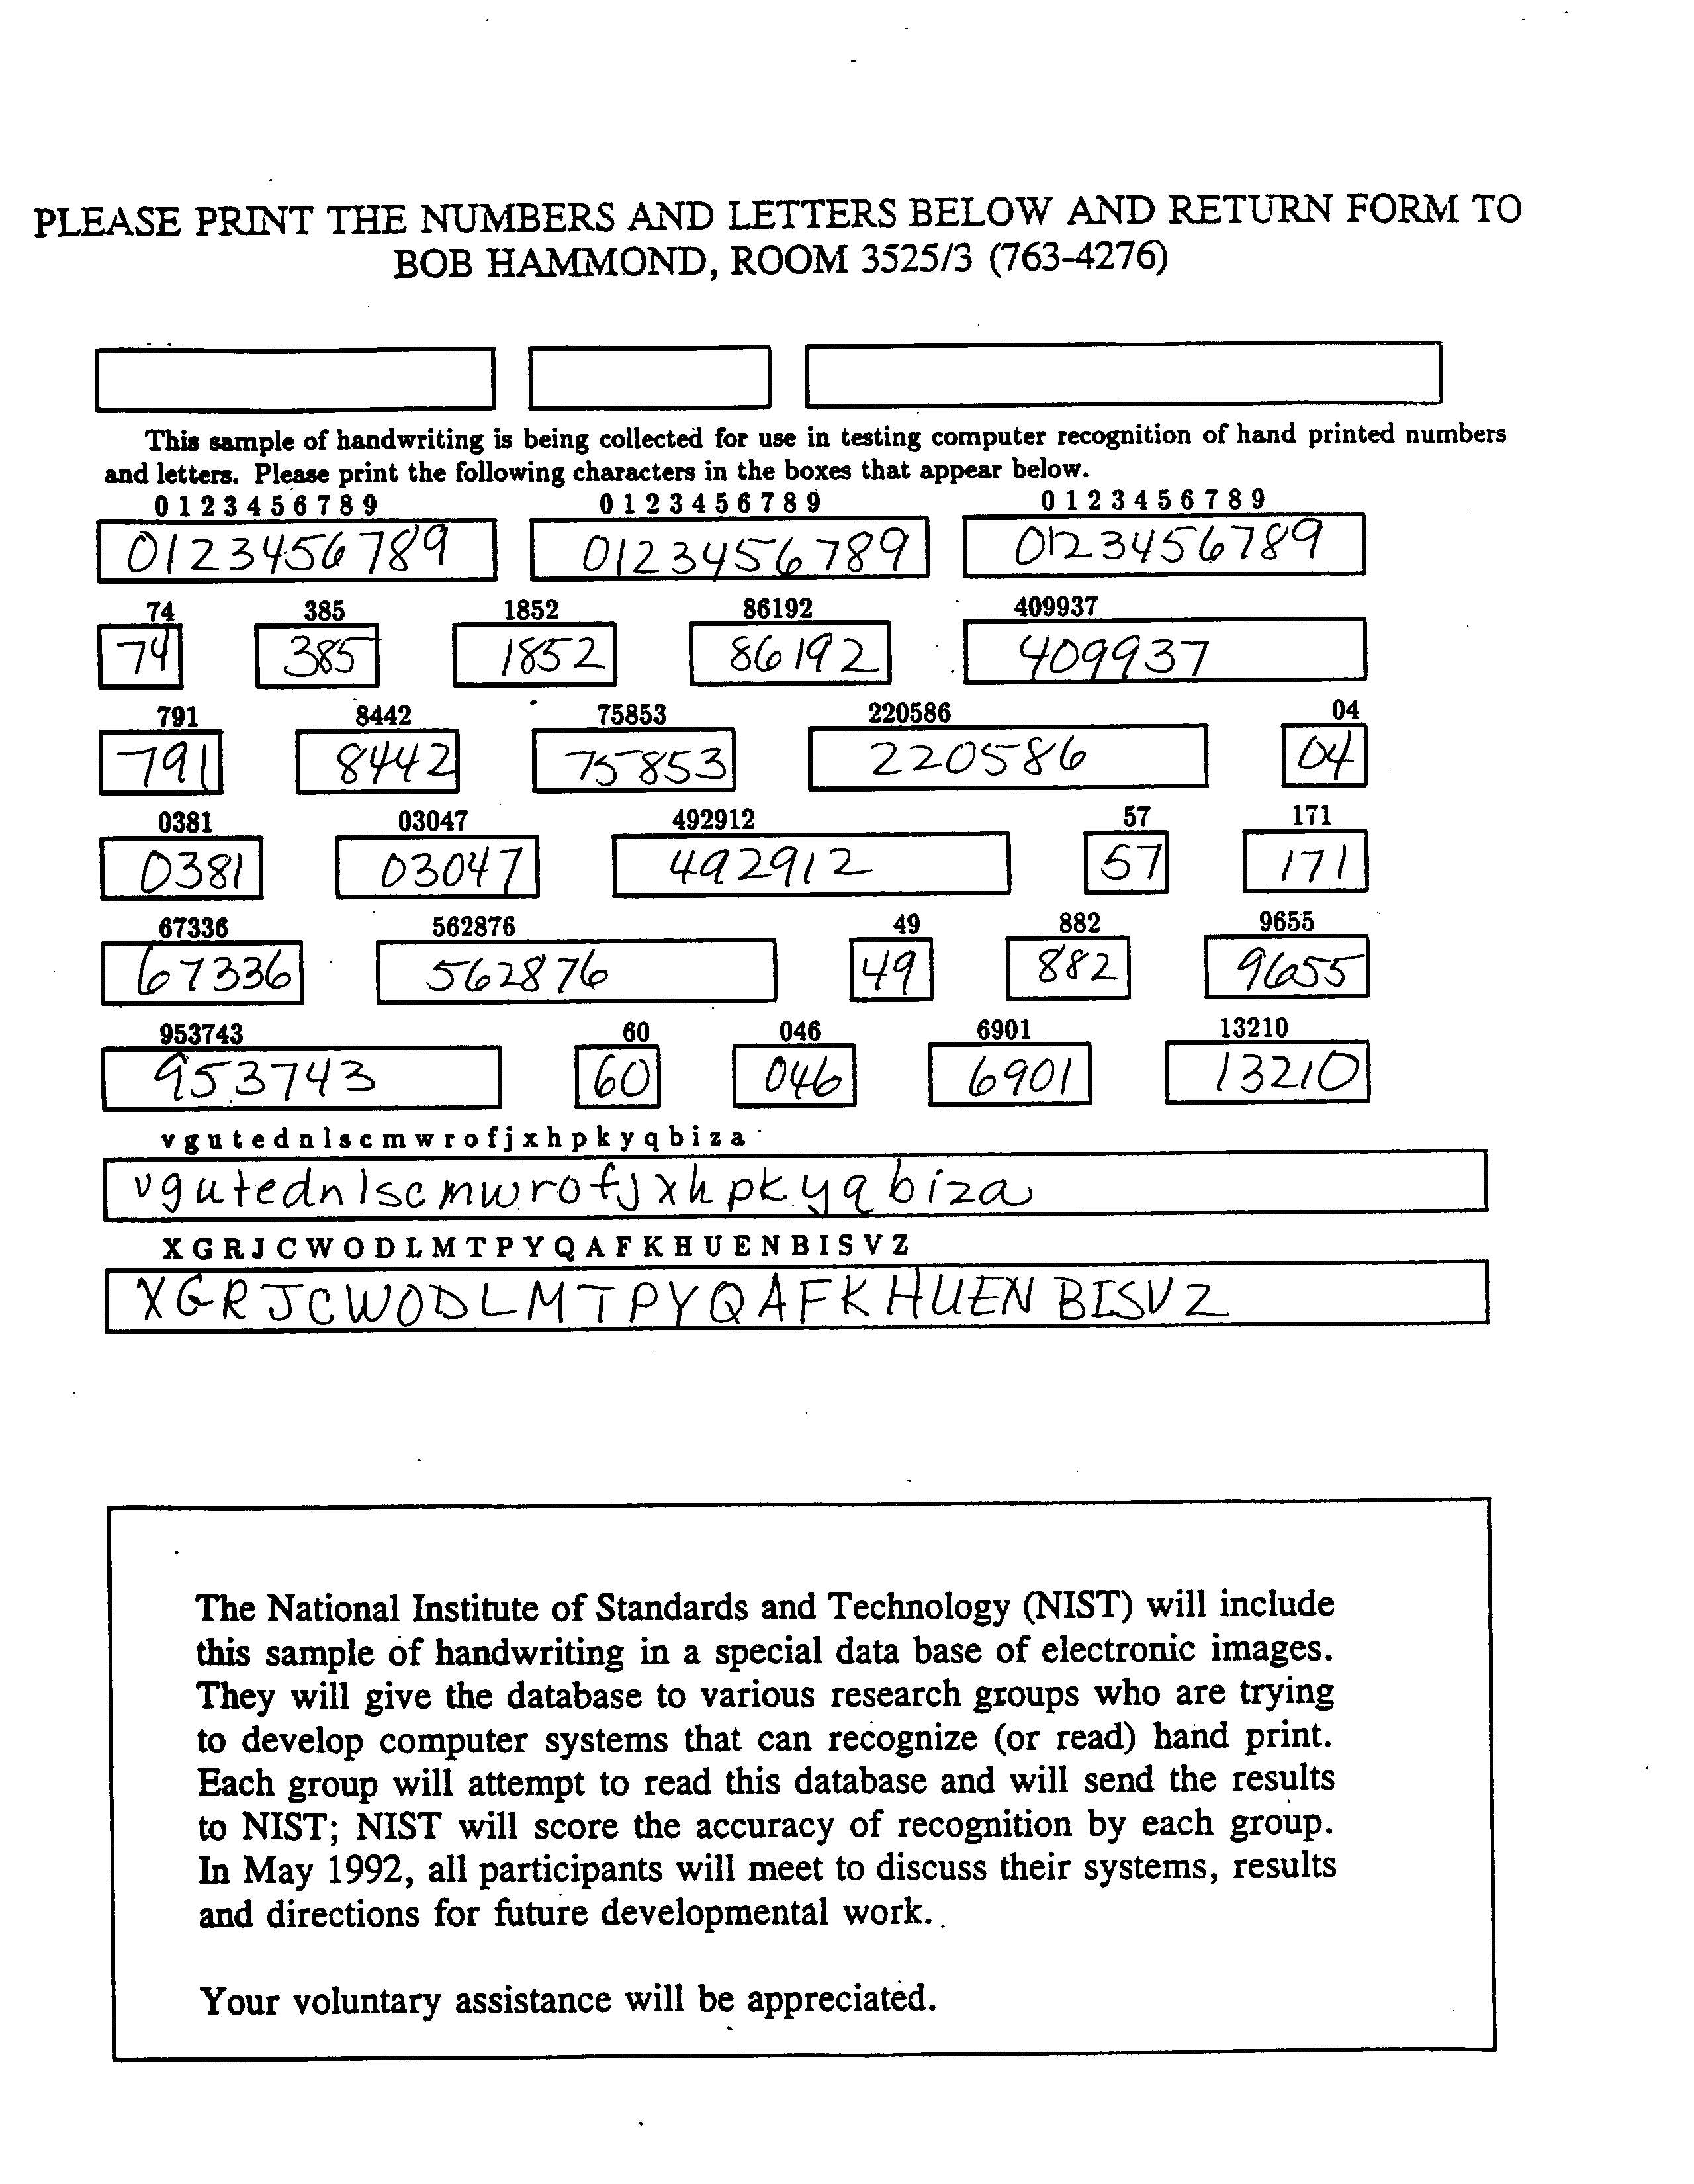 PLEASE PRINT THE NUMBERS AND LETTERS BELOW AND RETURN FORM TO
BOB HAMMOND, ROOM 3525/3 (763-4276)
This sample of handwriting is being collected for use in testing computer recognition of hand printed numbers
and letters. Please print the following characters in the boxes that appear below.
0 1 2 3 4 5 6 7 8 9 0 1 2 3 4 5 6 7 8 9 0 1 2 3 4 5 6 7 8 9
0123456789 0123456789 0123456789
74 385 1852 86192 409937
74 385 1852 86192 409937
791 8442 75853 220586 04
791 8442 75853 220586 04
0381 03047 492912 57 171
0381 03047 492912 57 171
67336 562876 49 882 9655
67336 562876 49 882 9655
953743 60 046 6901 13210
953743 60 046 6901 13210
v g u t e d n l s c m w r o f j x h p k y q b i z a
vgutednlscmwrofjxhpkyqbiza
X G R J C W O D L M T P Y Q A F K H U E N B I S V Z
XGRJCWODLMTPYQAFKHUENBISVZ
The National Institute of Standards and Technology (NIST) will include
this sample of handwriting in a special data base of electronic images.
They will give the database to various research groups who are trying
to develop computer systems that can recognize (or read) hand print.
Each group will attempt to read this database and will send the results
to NIST; NIST will score the accuracy of recognition by each group.
In May 1992, all participants will meet to discuss their systems, results
and directions for future developmental work.
Your voluntary assistance will be appreciated.